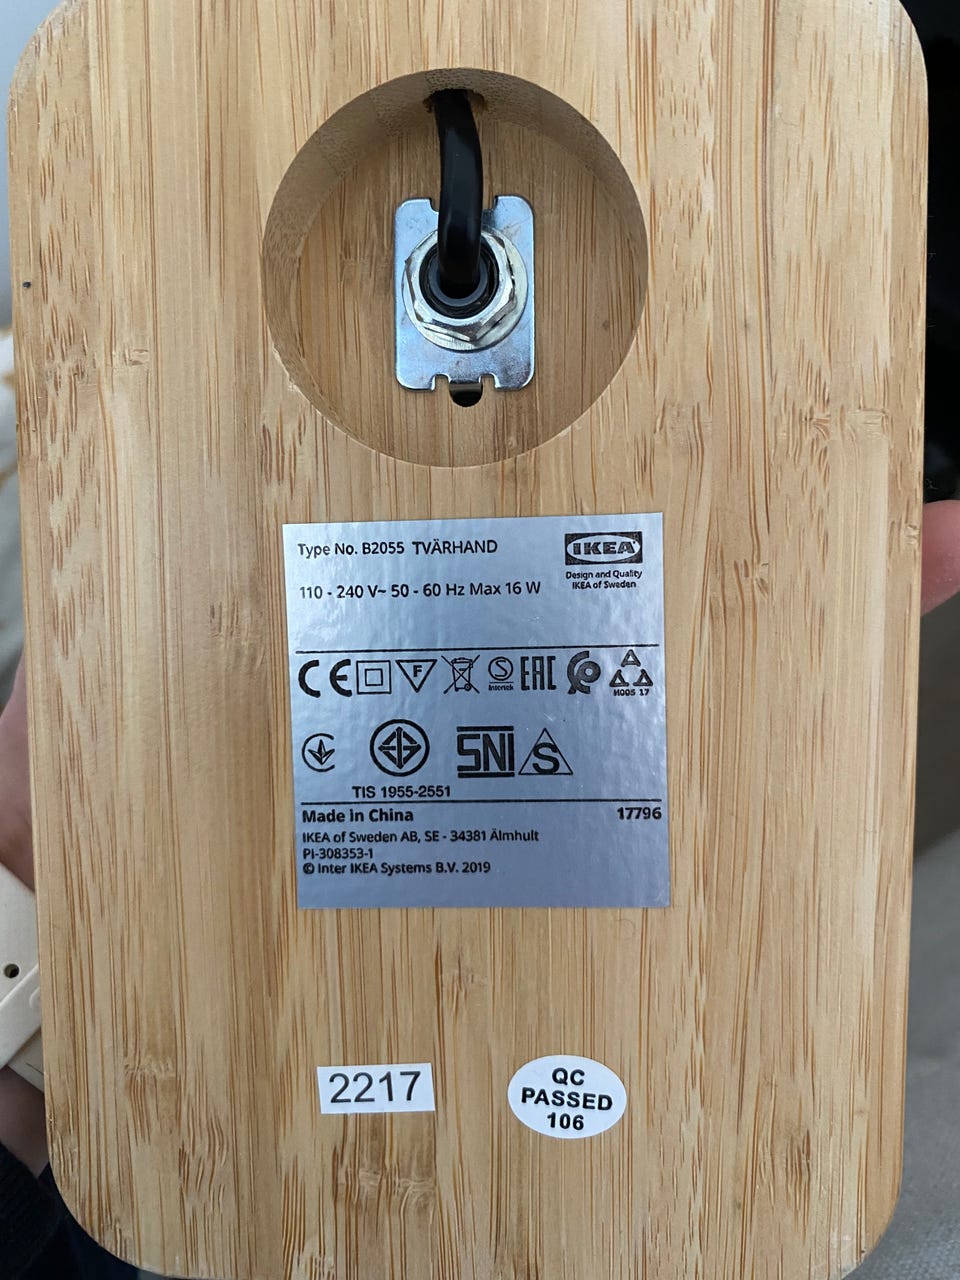 Type No. B2055 TVÄRHAND
IKEA
Design and Quality
IKEA of Sweden
110 - 240 V~ 50 - 60 Hz Max 16 W
CE F S Intertek EAC
H005 17
SNI S
TIS 1955-2551
Made in China 17796
IKEA of Sweden AB, SE - 34381 Älmhult
PI-308353-1
© Inter IKEA Systems B.V. 2019
2217
QC
PASSED
106